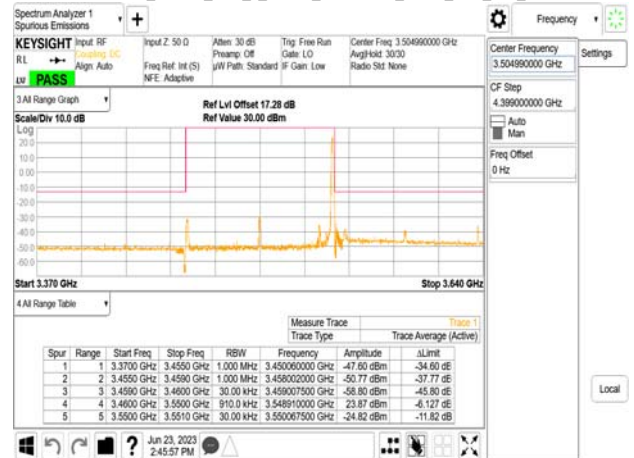 Spectrum Analyzer 1
Spurious Emissions
Frequency
KEYSIGHT
Input: RF
Coupling: DC
Align: Auto
Input Z: 50 Ω
Freq Ref: Int (S)
NFE: Adaptive
Atten: 30 dB
Preamp: Off
µW Path: Standard
Trig: Free Run
Gate: LO
IF Gain: Low
Center Freq: 3.504990000 GHz
Avg|Hold: 30/30
Radio Std: None
RL
LU PASS
Center Frequency
3.504990000 GHz
Settings
CF Step
4.399000000 GHz
Auto
Man
Freq Offset
0 Hz
Local
3 All Range Graph
Scale/Div 10.0 dB
Ref Lvl Offset 17.28 dB
Ref Value 30.00 dBm
Log
20.0
10.0
0.00
-10.0
-20.0
-30.0
-40.0
-50.0
-60.0
Start 3.370 GHz
Stop 3.640 GHz
4 All Range Table
Measure Trace Trace 1
Trace Type Trace Average (Active)
Spur Range Start Freq Stop Freq RBW Frequency Amplitude ΔLimit
1 1 3.3700 GHz 3.4550 GHz 1.000 MHz 3.450060000 GHz -47.60 dBm -34.60 dB
2 2 3.4550 GHz 3.4590 GHz 1.000 MHz 3.458002000 GHz -50.77 dBm -37.77 dB
3 3 3.4590 GHz 3.4600 GHz 30.00 kHz 3.459007500 GHz -58.80 dBm -45.80 dB
4 4 3.4600 GHz 3.5500 GHz 910.0 kHz 3.548910000 GHz 23.87 dBm -6.127 dB
5 5 3.5500 GHz 3.5510 GHz 30.00 kHz 3.550067500 GHz -24.82 dBm -11.82 dB
Jun 23, 2023
2:45:57 PM